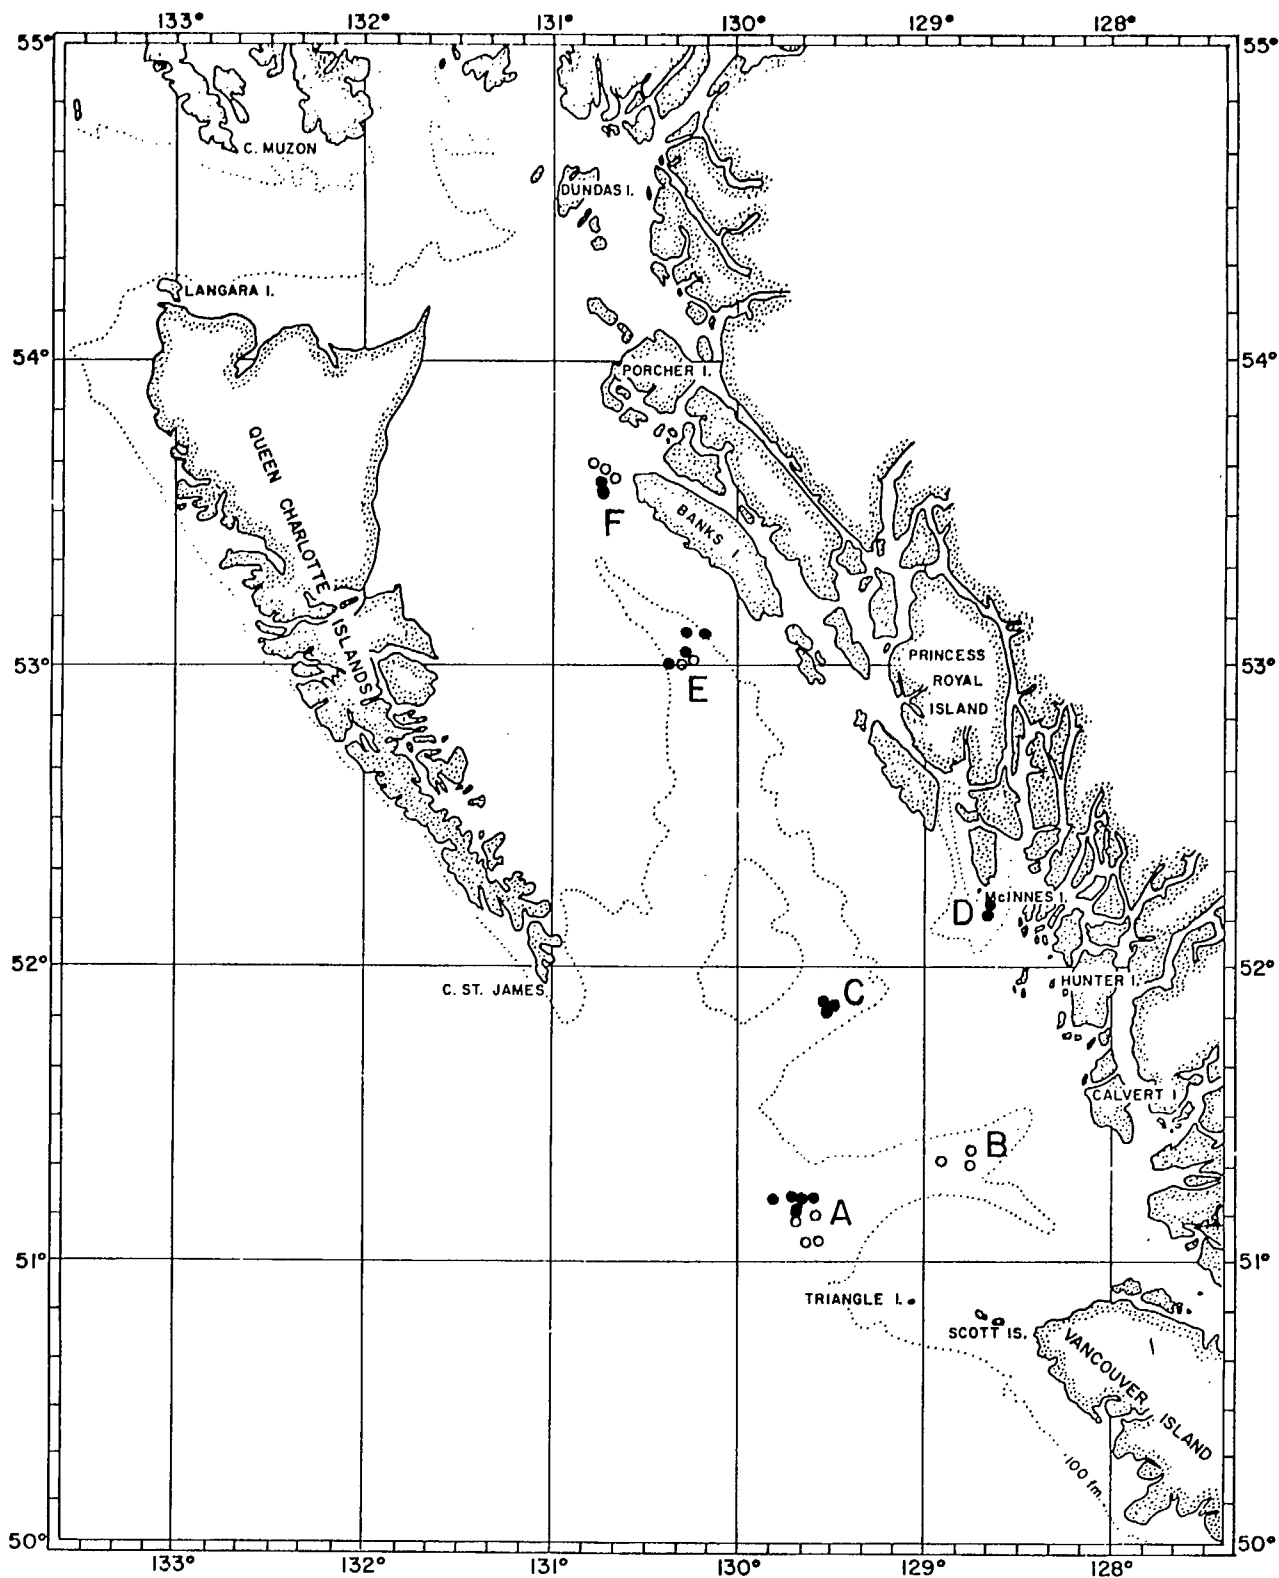 133° 132° 131° 130° 129° 128°
55° 55°
C. MUZON
DUNDAS I.
LANGARA I.
54° 54°
PORCHER I.
QUEEN CHARLOTTE ISLANDS
F
BANKS I.
53° 53°
E
PRINCESS
ROYAL
ISLAND
McINNES I.
D
52° 52°
C. ST. JAMES
HUNTER I.
C
CALVERT I
B
A
51° 51°
TRIANGLE I.
SCOTT IS.
VANCOUVER ISLAND
100 fm.
50° 50°
133° 132° 131° 130° 129° 128°